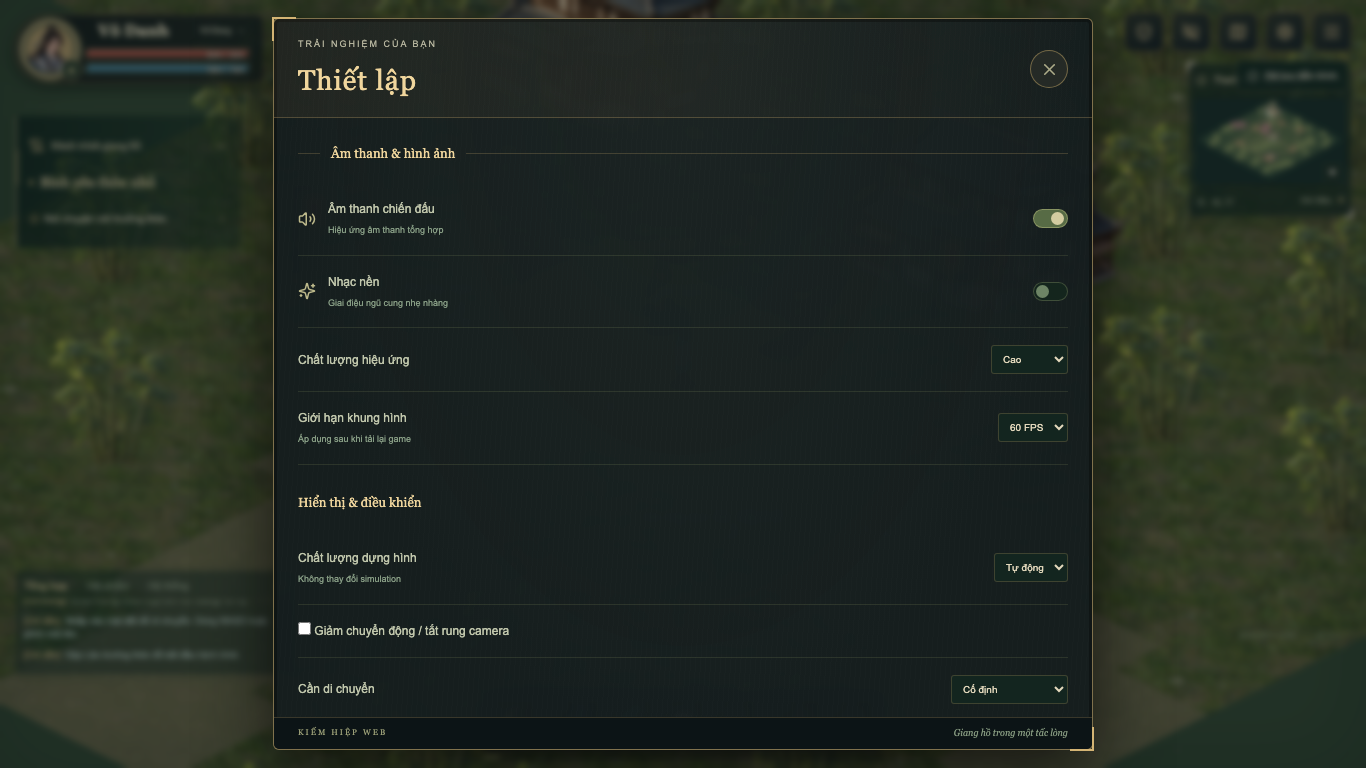 TRẢI NGHIỆM CỦA BẠN
Thiết lập
Âm thanh & hình ảnh
Âm thanh chiến đấu
Hiệu ứng âm thanh tổng hợp
Nhạc nền
Giai điệu ngũ cung nhẹ nhàng
Chất lượng hiệu ứng
Cao
Giới hạn khung hình
Áp dụng sau khi tải lại game
60 FPS
Hiển thị & điều khiển
Chất lượng dựng hình
Không thay đổi simulation
Tự động
Giảm chuyển động / tắt rung camera
Cần di chuyển
Cố định
KIẾM HIỆP WEB
Giang hồ trong một tấc lòng
Vô Danh